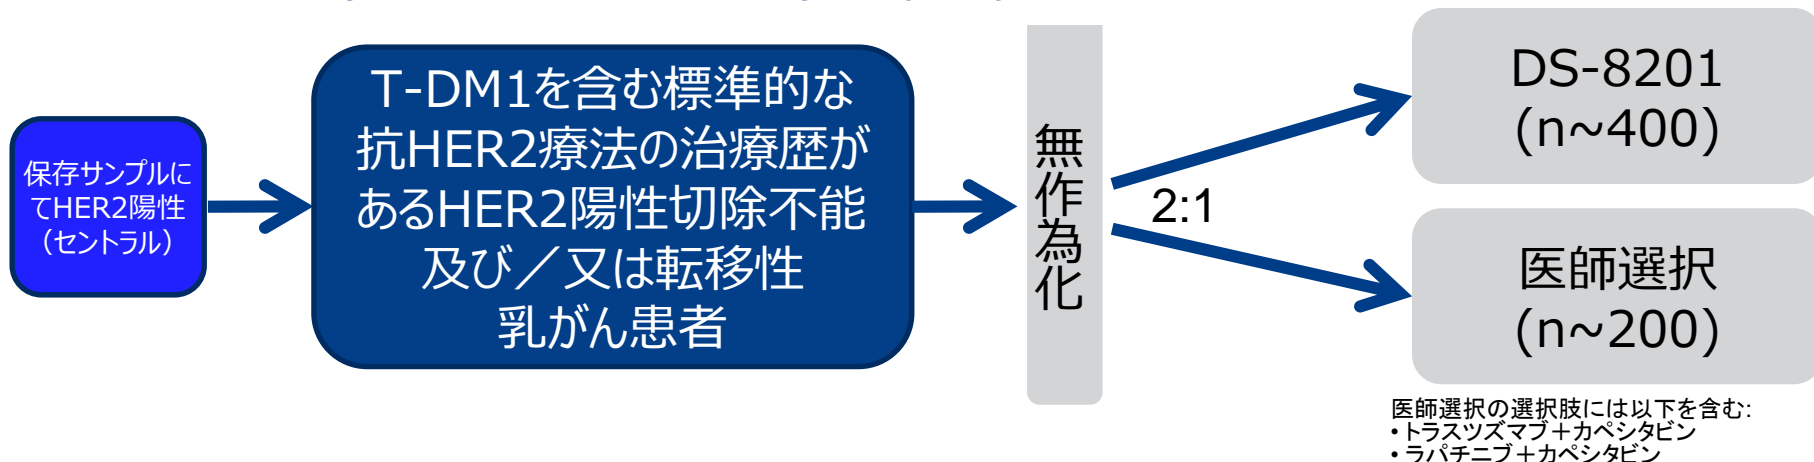 保存サンプルに
てHER2陽性
（セントラル）
T-DM1を含む標準的な
抗HER2療法の治療歴が
あるHER2陽性切除不能
及び／又は転移性
乳がん患者
無作為化
2:1
DS-8201
(n~400)
医師選択
(n~200)
医師選択の選択肢には以下を含む:
•トラスツズマブ＋カペシタビン
•ラパチニブ＋カペシタビン